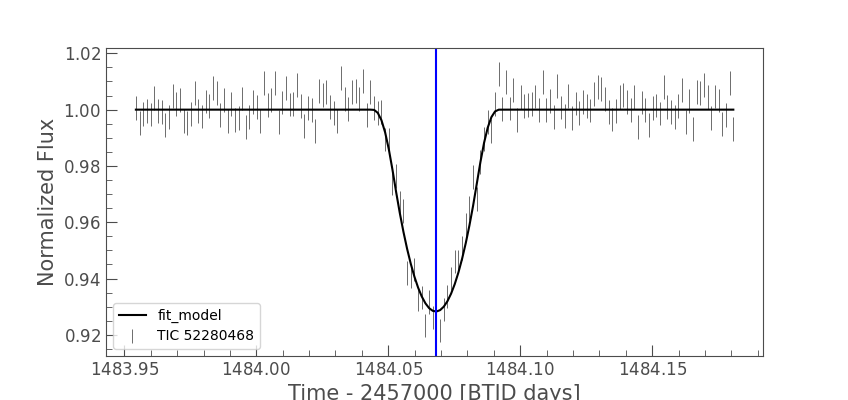 1.02
1.00
0.98
0.96
0.94
0.92
Normalized Flux
fit_model
TIC 52280468
1483.95 1484.00 1484.05 1484.10 1484.15
Time - 2457000 [BTJD days]